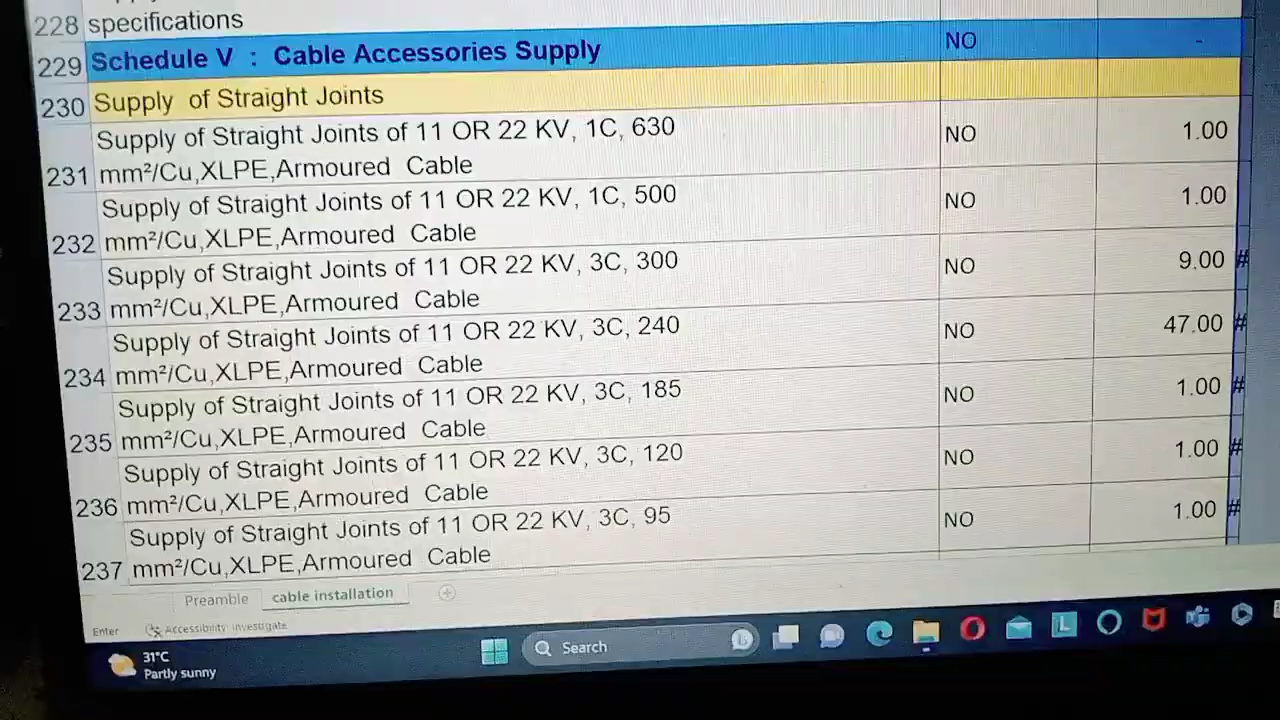 228 specifications
229 Schedule V : Cable Accessories Supply NO -
230 Supply of Straight Joints
Supply of Straight Joints of 11 OR 22 KV, 1C, 630 NO 1.00
231 mm²/Cu,XLPE,Armoured Cable
Supply of Straight Joints of 11 OR 22 KV, 1C, 500 NO 1.00
232 mm²/Cu,XLPE,Armoured Cable
Supply of Straight Joints of 11 OR 22 KV, 3C, 300 NO 9.00 #
233 mm²/Cu,XLPE,Armoured Cable
Supply of Straight Joints of 11 OR 22 KV, 3C, 240 NO 47.00 #
234 mm²/Cu,XLPE,Armoured Cable
Supply of Straight Joints of 11 OR 22 KV, 3C, 185 NO 1.00 #
235 mm²/Cu,XLPE,Armoured Cable
Supply of Straight Joints of 11 OR 22 KV, 3C, 120 NO 1.00 #
236 mm²/Cu,XLPE,Armoured Cable
Supply of Straight Joints of 11 OR 22 KV, 3C, 95 NO 1.00 #
237 mm²/Cu,XLPE,Armoured Cable
Preamble cable installation
Enter Accessibility: Investigate
31°C
Partly sunny
Search
L